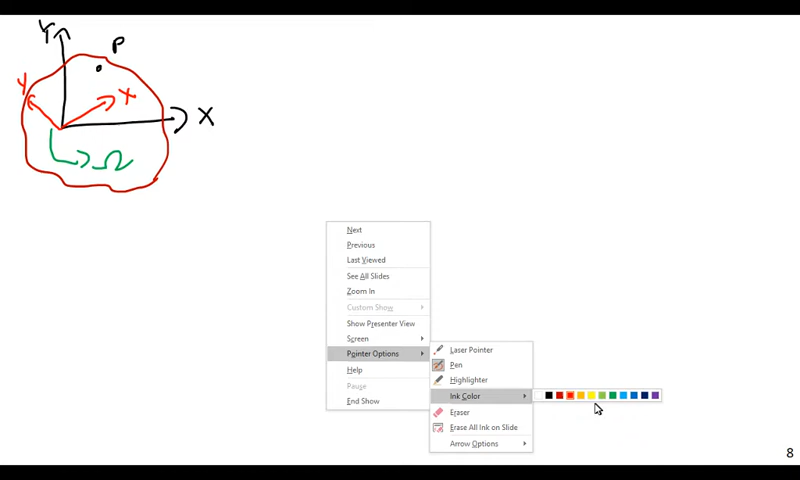 Y
P
Y
X
X
Ω
Next
Previous
Last Viewed
See All Slides
Zoom In
Custom Show
Show Presenter View
Screen
Pointer Options
Help
Pause
End Show
Laser Pointer
Pen
Highlighter
Ink Color
Eraser
Erase All Ink on Slide
Arrow Options
8